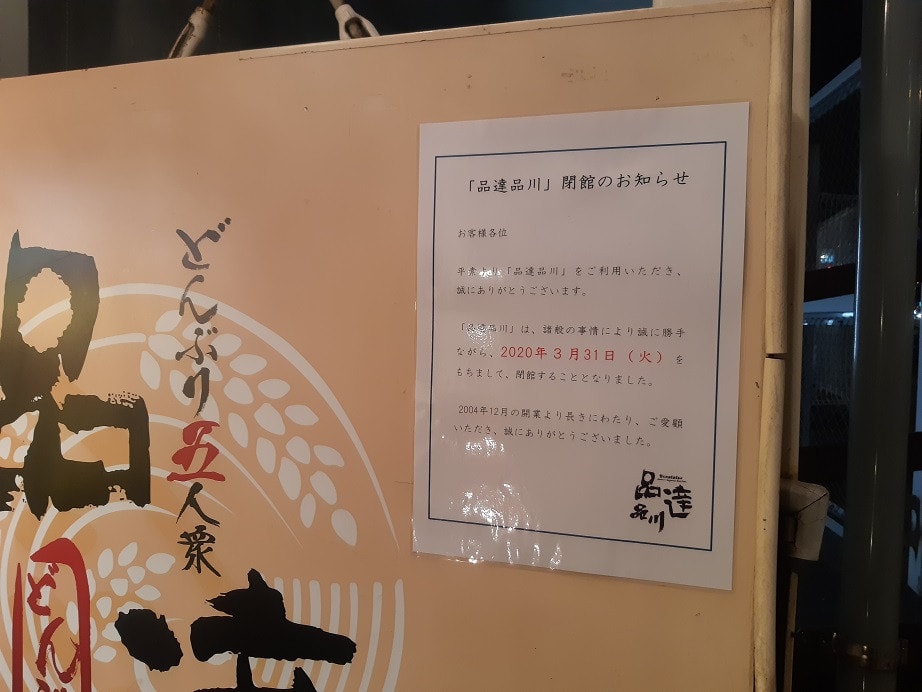 「品達品川」閉館のお知らせ
お客様各位
平素より「品達品川」をご利用いただき、
誠にありがとうございます。
「品達品川」は、諸般の事情により誠に勝手
ながら、2020年3月31日（火）を
もちまして、閉館することとなりました。
2004年12月の開業より長きにわたり、ご愛顧
いただき、誠にありがとうございました。
品達
品川
どんぶり五人衆
品
どんぶ